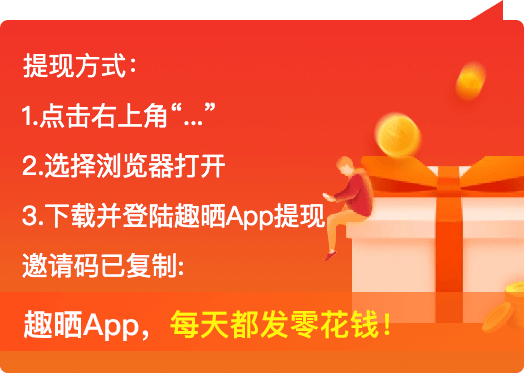 提现方式：
1.点击右上角“...”
2.选择浏览器打开
3.下载并登陆趣晒App提现
邀请码已复制:
趣晒App，每天都发零花钱！